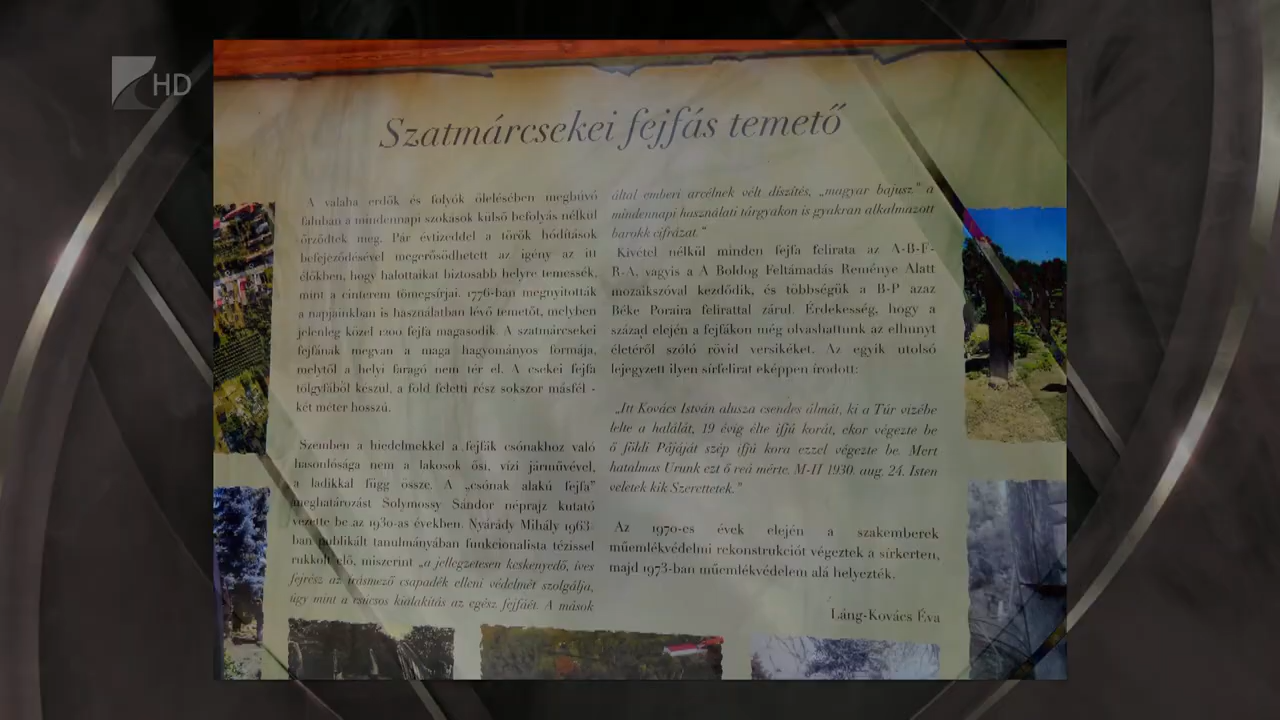 HD
Szatmárcsekei fejfás temető
A valaha erdők és folyók ölelésében megbúvó
faluban a mindennapi szokások külső befolyás nélkül
őrződtek meg. Pár évtizeddel a török hódítások
befejeződésével megerősödhetett az igény az itt
élőkben, hogy halottaikat biztosabb helyre temessék,
mint a cinterem tömegsírjai. 1776-ban megnyitották
a napjainkban is használatban lévő temetőt, melyben
jelenleg közel 1200 fejfa magasodik. A szatmárcsekei
fejfának megvan a maga hagyományos formája,
melytől a helyi faragó nem tér el. A csekei fejfa
tölgyfából készül, a föld feletti rész sokszor másfél -
két méter hosszú.
Szemben a hiedelmekkel a fejfák csónakhoz való
hasonlósága nem a lakosok ősi, vízi járművével,
a ladikkal függ össze. A „csónak alakú fejfa”
meghatározást Solymossy Sándor néprajz kutató
vezette be az 1930-as években. Nyárády Mihály 1963-
ban publikált tanulmányában funkcionalista tézissel
rukkolt elő, miszerint „a jellegzetesen keskenyedő, íves
fejrész az írásmező csapadék elleni védelmét szolgálja,
úgy mint a csúcsos kialakítás az egész fejfáét. A mások
által emberi arcélnek vélt díszítés, „magyar bajusz.” a
mindennapi használati tárgyakon is gyakran alkalmazott
barokk cifrázat.”
Kivétel nélkül minden fejfa felirata az A-B-F-
R-A, vagyis a A Boldog Feltámadás Reménye Alatt
mozaikszóval kezdődik, és többségük a B-P azaz
Béke Poraira felirattal zárul. Érdekesség, hogy a
század elején a fejfákon még olvashattunk az elhunyt
életéről szóló rövid versikéket. Az egyik utolsó
lejegyzett ilyen sírfelirat eképpen íródott:
„Itt Kovács István alusza csendes álmát, ki a Túr vizébe
lelte a halálát, 19 évig élte ifjú korát, ekor végezte be
ő földi Pájáját szép ifjú kora ezzel végezte be. Mert
hatalmas Urunk ezt ő reá mérte. M-H 1930. aug. 24. Isten
veletek kik Szerettetek.”
Az 1970-es évek elején a szakemberek
műemlékvédelmi rekonstrukciót végeztek a sírkerten,
majd 1973-ban műemlékvédelem alá helyezték.
Láng-Kovács Éva